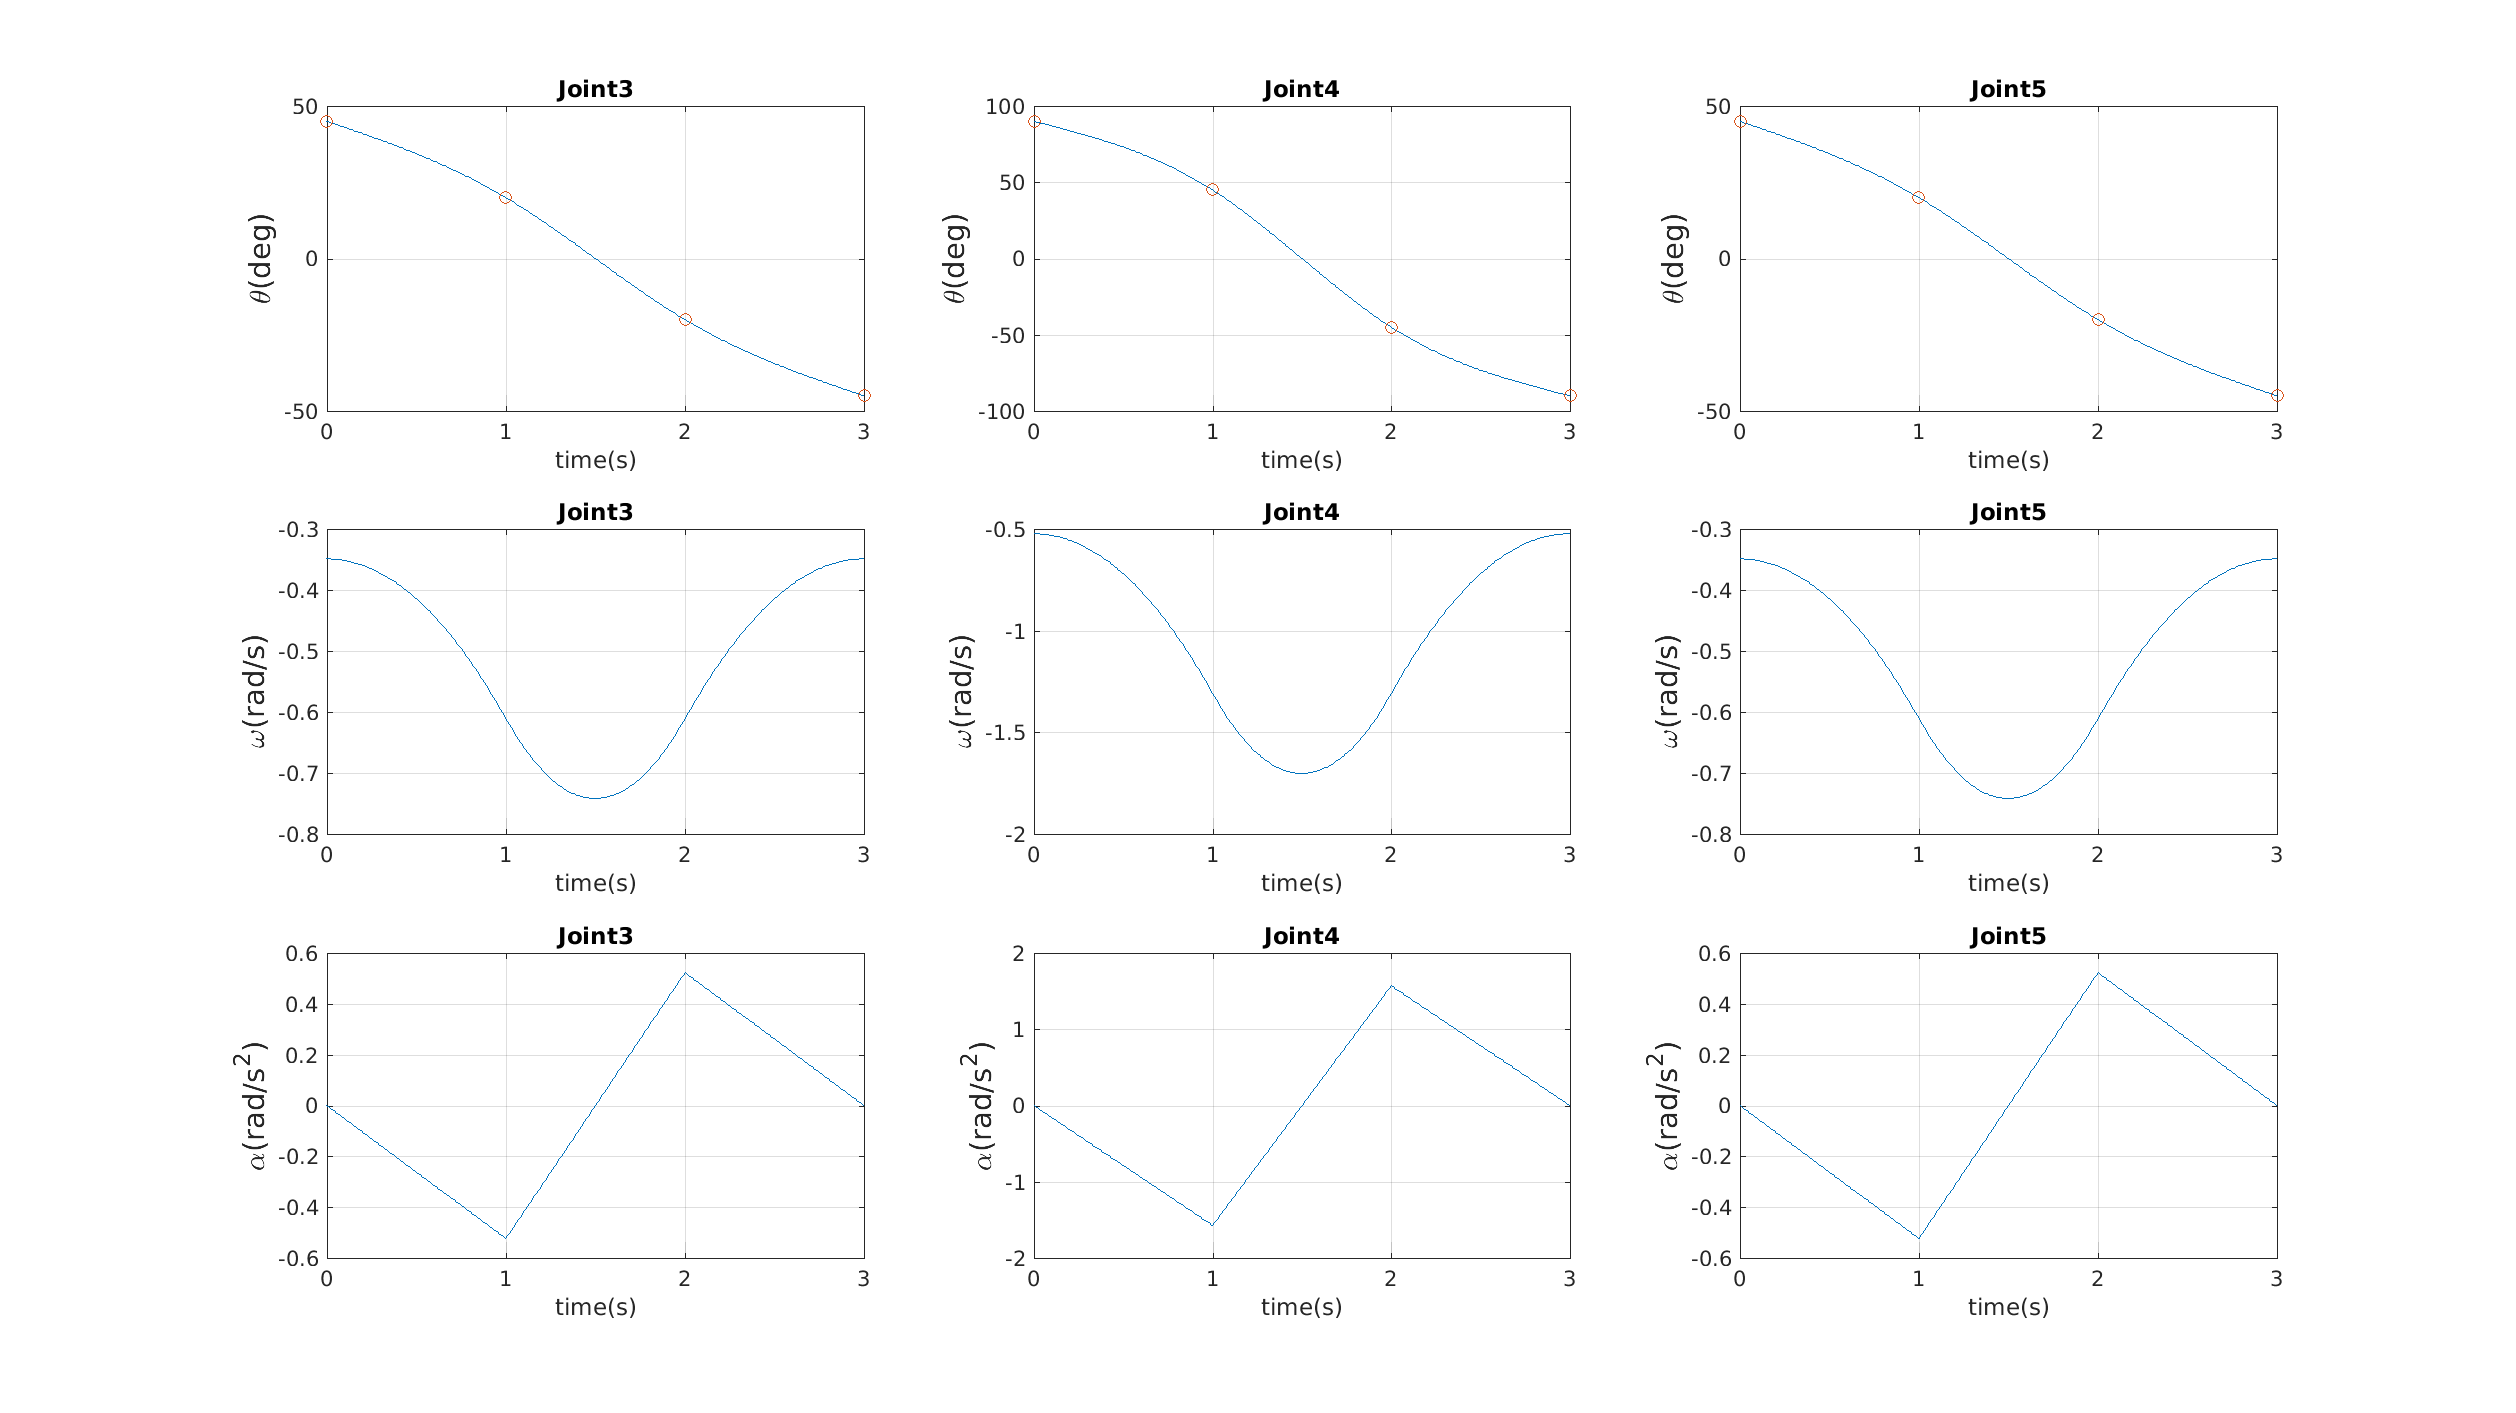 Joint3 Joint4 Joint5
50 100 50
50
0 0 0
-50
-50 -100 -50
θ(deg) θ(deg) θ(deg)
0 1 2 3 0 1 2 3 0 1 2 3
time(s) time(s) time(s)
Joint3 Joint4 Joint5
-0.3 -0.5 -0.3
-0.4 -0.4
-0.5 -1 -0.5
-0.6 -0.6
-0.7 -1.5 -0.7
-0.8 -2 -0.8
ω(rad/s) ω(rad/s) ω(rad/s)
0 1 2 3 0 1 2 3 0 1 2 3
time(s) time(s) time(s)
Joint3 Joint4 Joint5
0.6 2 0.6
0.4 1 0.4
0.2 0.2
0 0 0
-0.2 -0.2
-0.4 -1 -0.4
-0.6 -2 -0.6
α(rad/s²) α(rad/s²) α(rad/s²)
0 1 2 3 0 1 2 3 0 1 2 3
time(s) time(s) time(s)